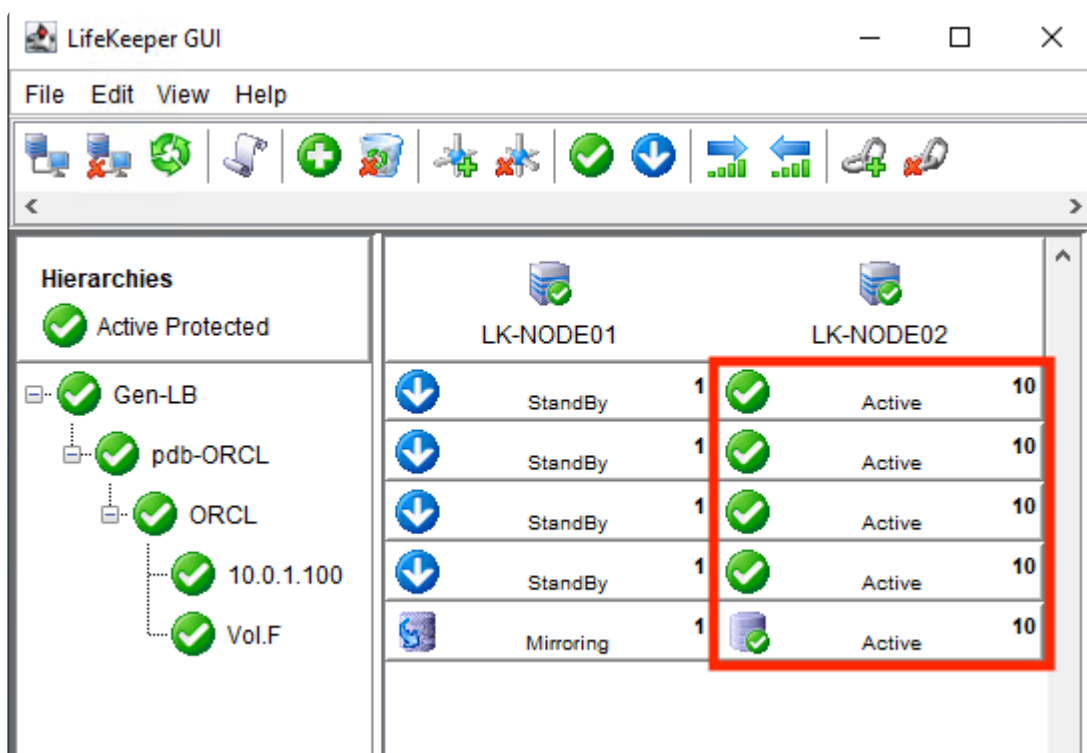 LifeKeeper GUI
File Edit View Help
Hierarchies
Active Protected
LK-NODE01 LK-NODE02
Gen-LB StandBy 1 Active 10
pdb-ORCL StandBy 1 Active 10
ORCL StandBy 1 Active 10
10.0.1.100 StandBy 1 Active 10
Vol.F Mirroring 1 Active 10